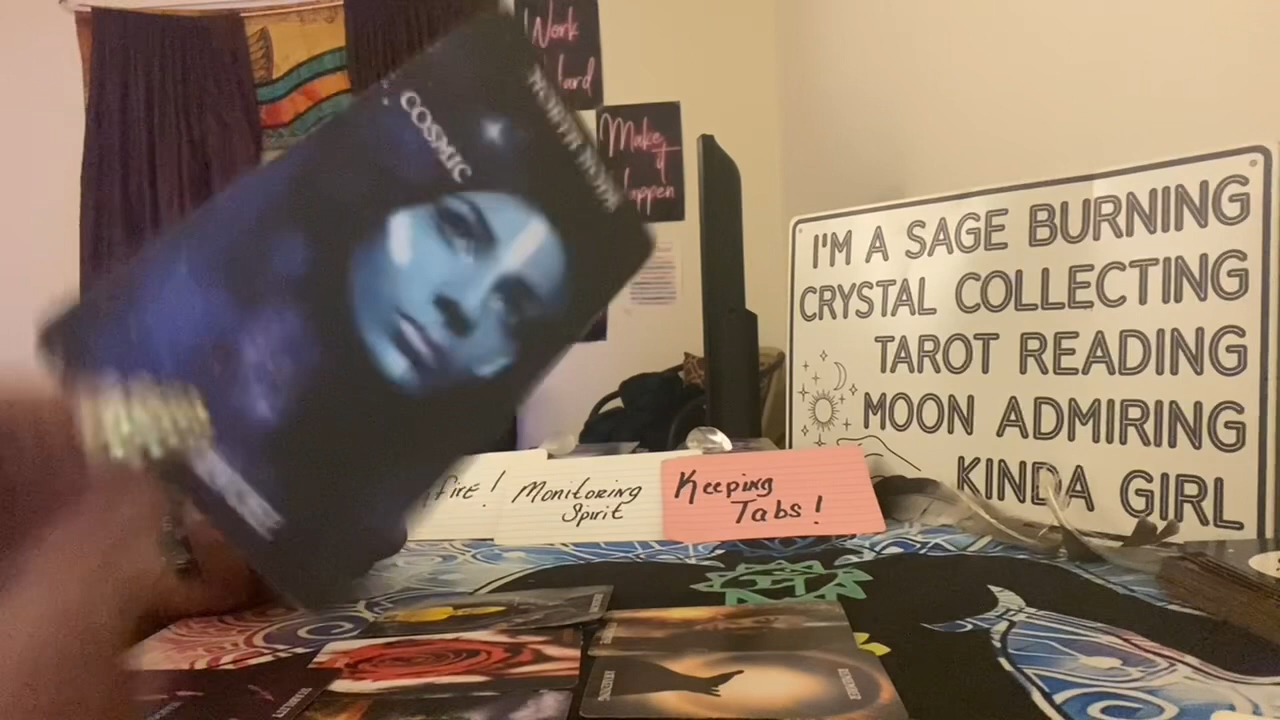 COSMIC
Work
Hard
Make
it
Happen
I'M A SAGE BURNING
CRYSTAL COLLECTING
TAROT READING
MOON ADMIRING
KINDA GIRL
fire!
Monitoring
Spirit
Keeping
Tabs!